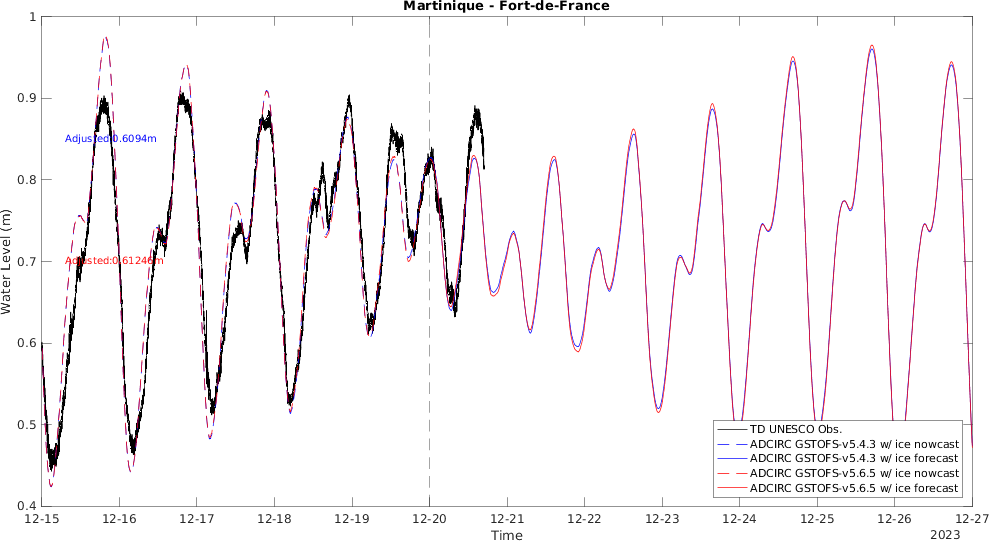 Martinique - Fort-de-France
Water Level (m)
1
0.9
0.8
0.7
0.6
0.5
0.4
Adjusted:0.6094m
Adjusted:0.61246m
TD UNESCO Obs.
ADCIRC GSTOFS-v5.4.3 w/ ice nowcast
ADCIRC GSTOFS-v5.4.3 w/ ice forecast
ADCIRC GSTOFS-v5.6.5 w/ ice nowcast
ADCIRC GSTOFS-v5.6.5 w/ ice forecast
12-15 12-16 12-17 12-18 12-19 12-20 12-21 12-22 12-23 12-24 12-25 12-26 12-27
Time
2023